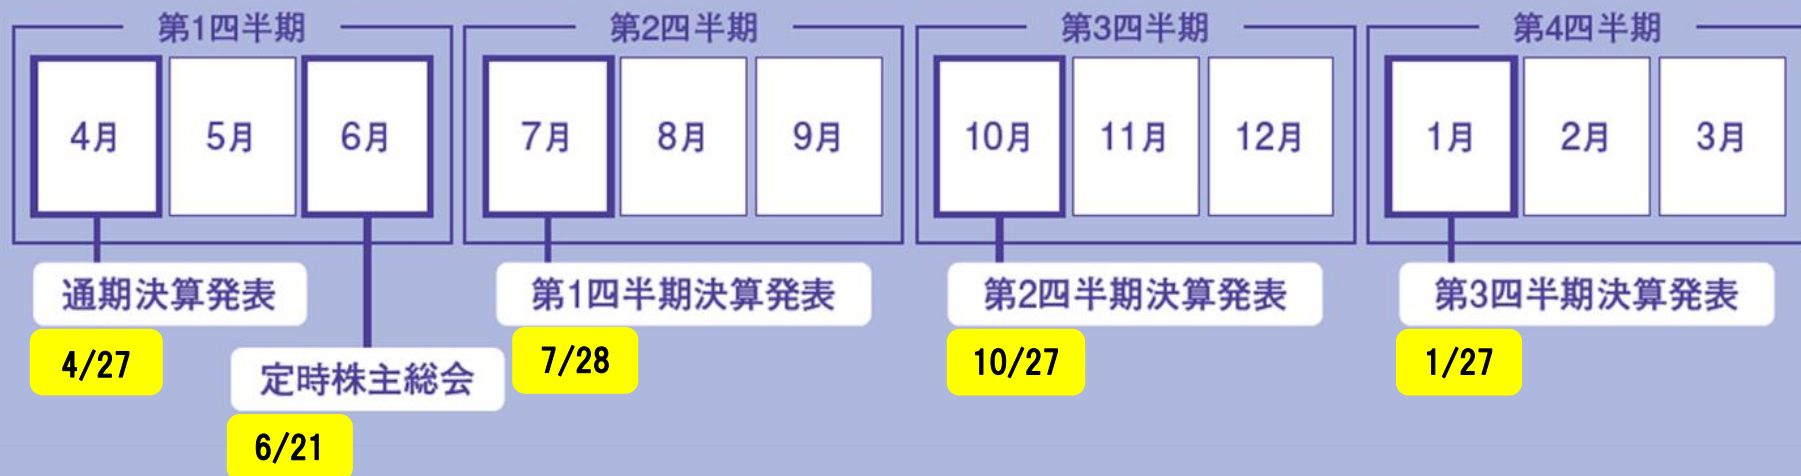 第1四半期
第2四半期
第3四半期
第4四半期
4月
5月
6月
7月
8月
9月
10月
11月
12月
1月
2月
3月
通期決算発表
第1四半期決算発表
第2四半期決算発表
第3四半期決算発表
4/27
7/28
10/27
1/27
定時株主総会
6/21